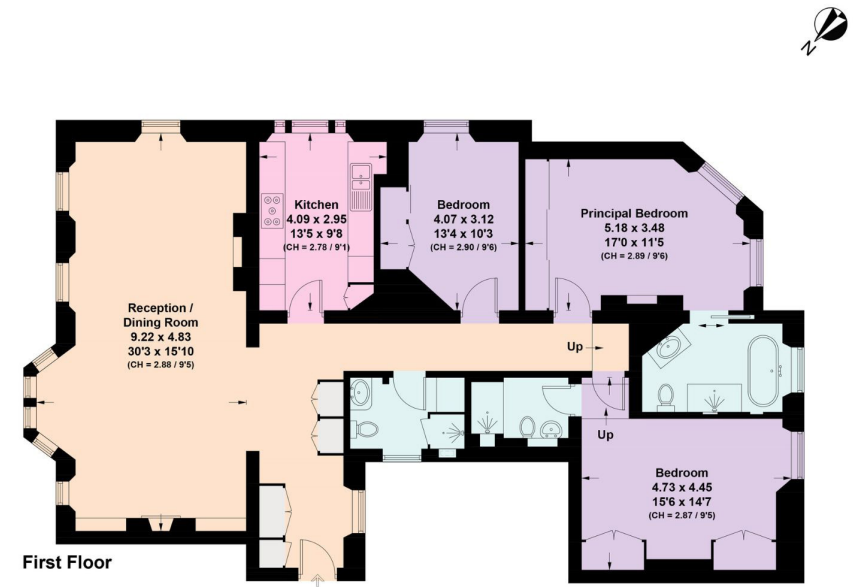 N
Kitchen
4.09 x 2.95
13'5 x 9'8
(CH = 2.78 / 9'1)
Bedroom
4.07 x 3.12
13'4 x 10'3
(CH = 2.90 / 9'6)
Principal Bedroom
5.18 x 3.48
17'0 x 11'5
(CH = 2.89 / 9'6)
Reception /
Dining Room
9.22 x 4.83
30'3 x 15'10
(CH = 2.88 / 9'5)
Up
Up
Bedroom
4.73 x 4.45
15'6 x 14'7
(CH = 2.87 / 9'5)
First Floor